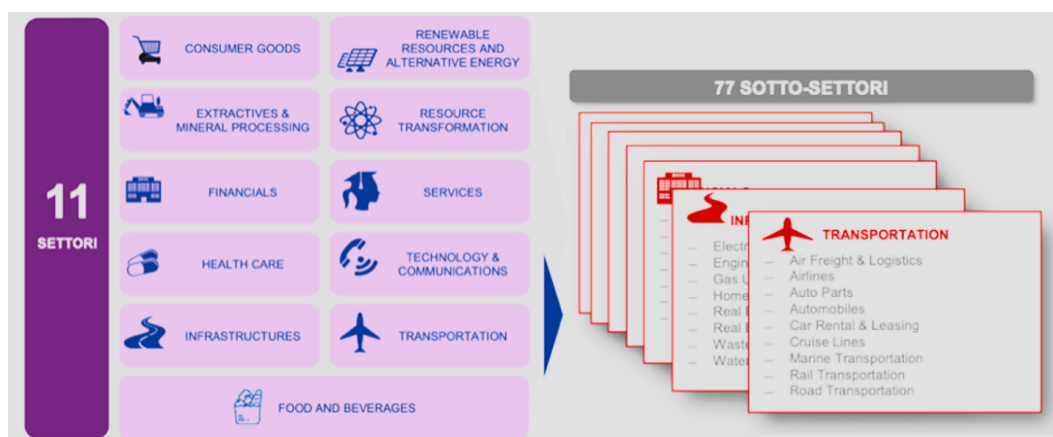 11
SETTORI
CONSUMER GOODS
RENEWABLE
RESOURCES AND
ALTERNATIVE ENERGY
EXTRACTIVES &
MINERAL PROCESSING
RESOURCE
TRANSFORMATION
FINANCIALS
SERVICES
HEALTH CARE
TECHNOLOGY &
COMMUNICATIONS
INFRASTRUCTURES
TRANSPORTATION
FOOD AND BEVERAGES
77 SOTTO-SETTORI
TRANSPORTATION
– Air Freight & Logistics
– Airlines
– Auto Parts
– Automobiles
– Car Rental & Leasing
– Cruise Lines
– Marine Transportation
– Rail Transportation
– Road Transportation